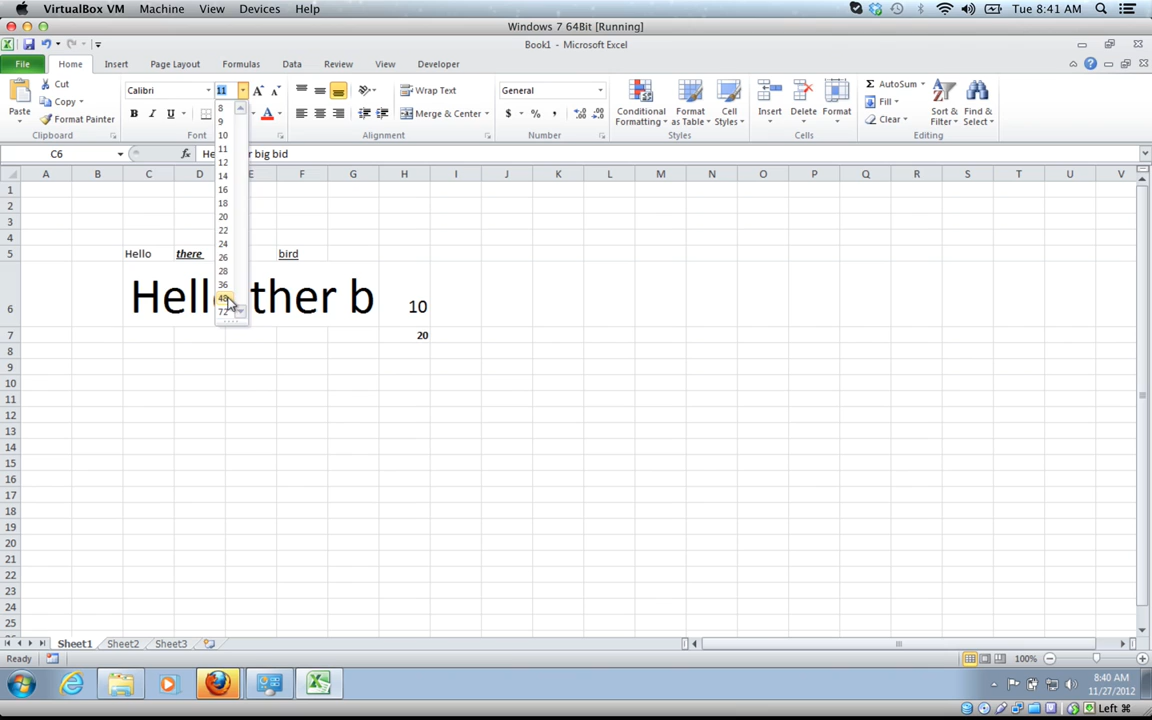 VirtualBox VM Machine View Devices Help Tue 8:41 AM
Windows 7 64Bit [Running]
Book1 - Microsoft Excel
File Home Insert Page Layout Formulas Data Review View Developer
Paste Cut Copy Format Painter Clipboard
Calibri 11 B I U Font
Wrap Text Merge & Center Alignment
General $ % , .0 .00 Number
Conditional Formatting Format as Table Cell Styles Styles
Insert Delete Format Cells
AutoSum Fill Clear Sort & Filter Find & Select Editing
8
9
10
11
12
14
16
18
20
22
24
26
28
36
48
72
C6 fx He r big bid
A B C D E F G H I J K L M N O P Q R S T U V
1
2
3
4
5 Hello there bird
6 Hell ther b 10
7 20
8
9
10
11
12
13
14
15
16
17
18
19
20
21
22
23
24
25
Sheet1 Sheet2 Sheet3
Ready 100%
8:40 AM
11/27/2012
Left ⌘